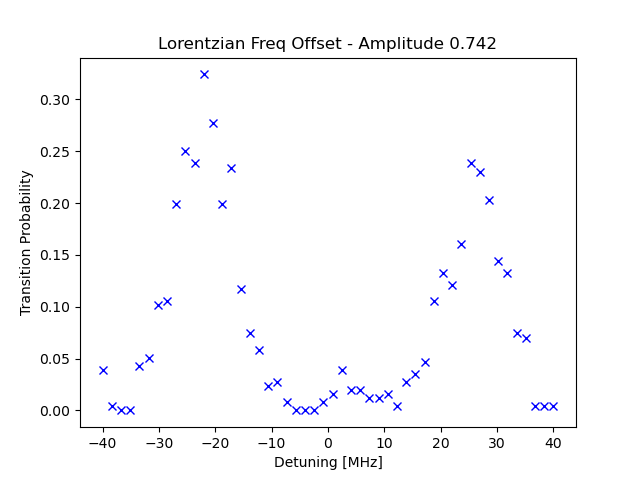 Lorentzian Freq Offset - Amplitude 0.742
0.30
0.25
0.20
0.15
0.10
0.05
0.00
Transition Probability
−40 −30 −20 −10 0 10 20 30 40
Detuning [MHz]